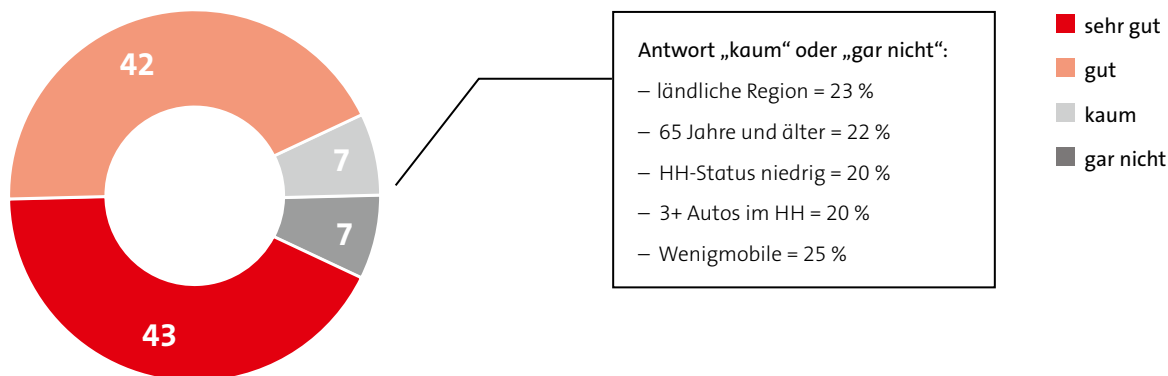 42
7
7
43
Antwort „kaum“ oder „gar nicht“:
– ländliche Region = 23 %
– 65 Jahre und älter = 22 %
– HH-Status niedrig = 20 %
– 3+ Autos im HH = 20 %
– Wenigmobile = 25 %
sehr gut
gut
kaum
gar nicht